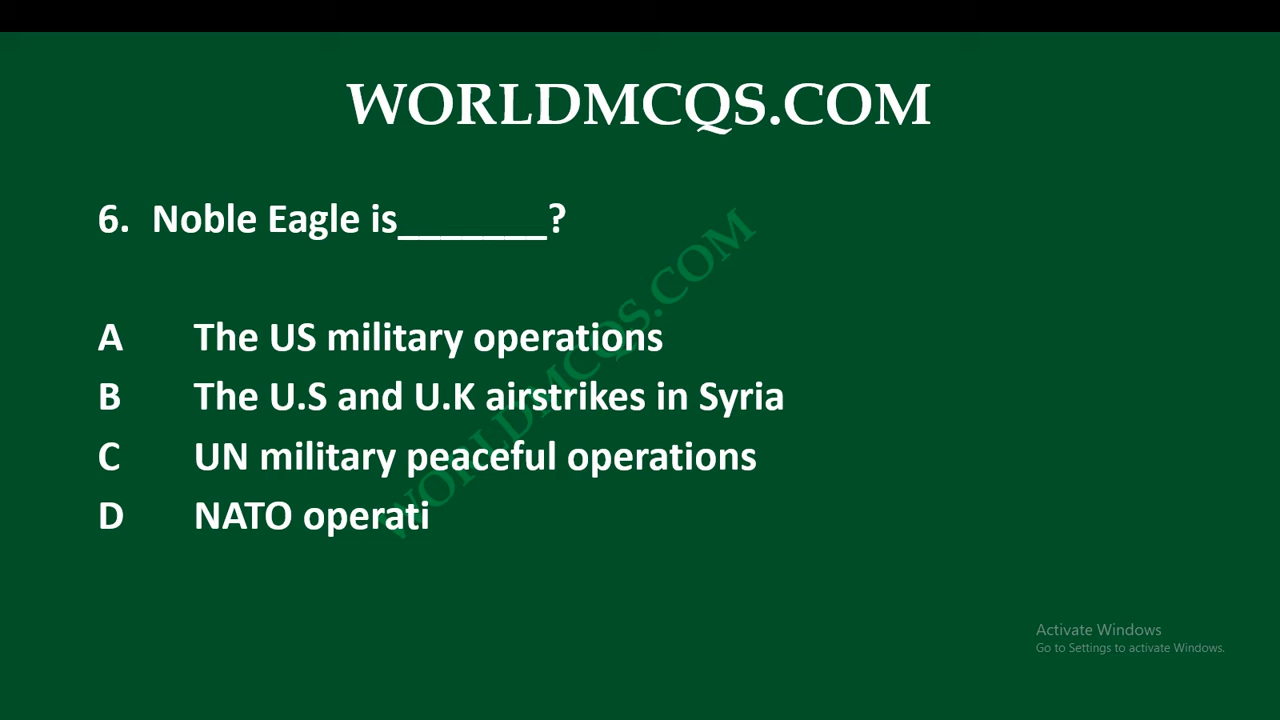 WORLDMCQS.COM
6. Noble Eagle is_______?
A The US military operations
B The U.S and U.K airstrikes in Syria
C UN military peaceful operations
D NATO operati
WORLDMCQS.COM
Activate Windows
Go to Settings to activate Windows.